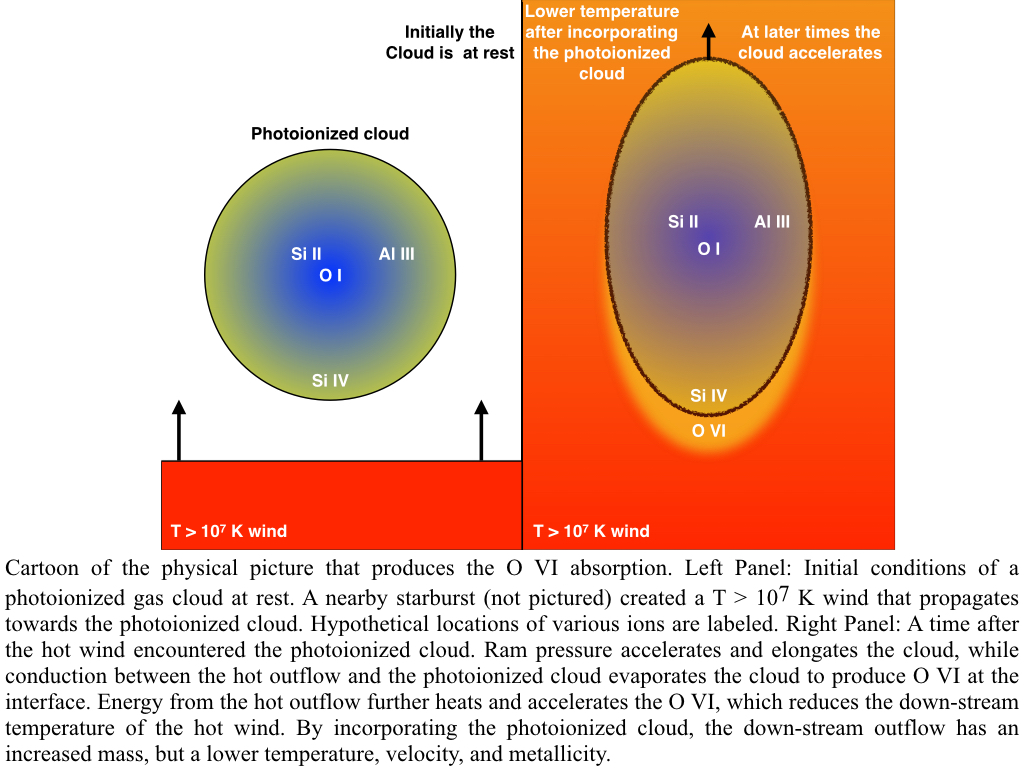 Initially the
Cloud is at rest
Photoionized cloud
Si II
Al III
O I
Si IV
T > 10⁷ K wind
Lower temperature
after incorporating
the photoionized
cloud
At later times the
cloud accelerates
Si II
Al III
O I
Si IV
O VI
T > 10⁷ K wind
Cartoon of the physical picture that produces the O VI absorption. Left Panel: Initial conditions of a
photoionized gas cloud at rest. A nearby starburst (not pictured) created a T > 10⁷ K wind that propagates
towards the photoionized cloud. Hypothetical locations of various ions are labeled. Right Panel: A time after
the hot wind encountered the photoionized cloud. Ram pressure accelerates and elongates the cloud, while
conduction between the hot outflow and the photoionized cloud evaporates the cloud to produce O VI at the
interface. Energy from the hot outflow further heats and accelerates the O VI, which reduces the down-stream
temperature of the hot wind. By incorporating the photoionized cloud, the down-stream outflow has an
increased mass, but a lower temperature, velocity, and metallicity.